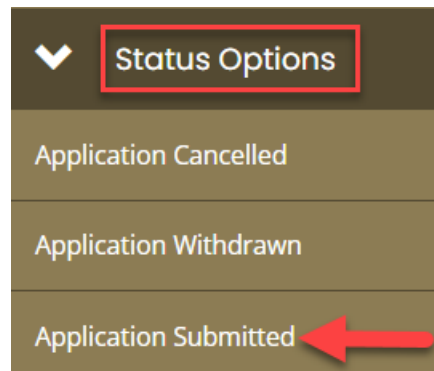 Status Options
Application Cancelled
Application Withdrawn
Application Submitted